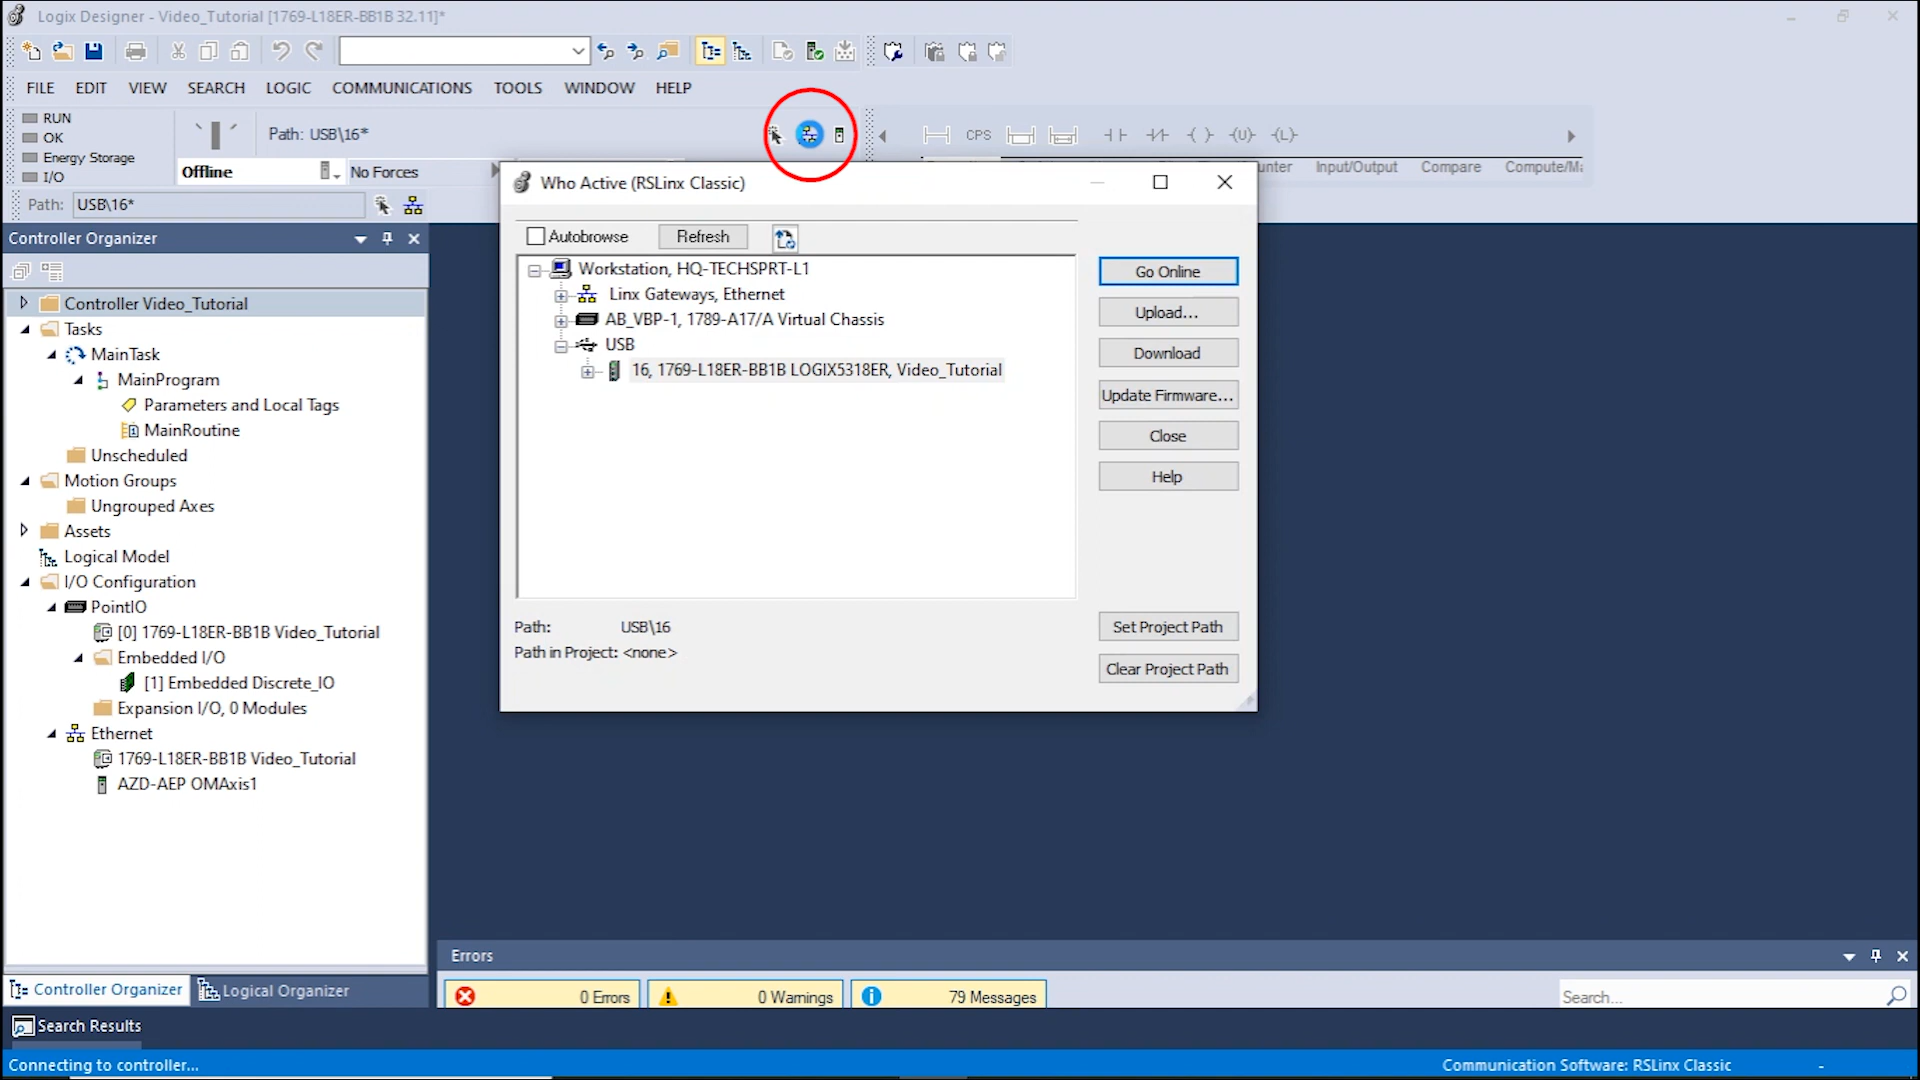 Logix Designer - Video_Tutorial [1769-L18ER-BB1B 32.11]*
FILE EDIT VIEW SEARCH LOGIC COMMUNICATIONS TOOLS WINDOW HELP
RUN
OK
Energy Storage
I/O
Path: USB\16*
Offline
No Forces
CPS
Input/Output Compare
Path: USB\16*
Controller Organizer
Controller Video_Tutorial
Tasks
MainTask
MainProgram
Parameters and Local Tags
MainRoutine
Unscheduled
Motion Groups
Ungrouped Axes
Assets
Logical Model
I/O Configuration
PointIO
[0] 1769-L18ER-BB1B Video_Tutorial
Embedded I/O
[1] Embedded Discrete_IO
Expansion I/O, 0 Modules
Ethernet
1769-L18ER-BB1B Video_Tutorial
AZD-AEP OMAxis1
Controller Organizer
Logical Organizer
Who Active (RSLinx Classic)
Autobrowse
Refresh
Workstation, HQ-TECHSPRT-L1
Linx Gateways, Ethernet
AB_VBP-1, 1789-A17/A Virtual Chassis
USB
16, 1769-L18ER-BB1B LOGIX5318ER, Video_Tutorial
Go Online
Upload...
Download
Update Firmware...
Close
Help
Path: USB\16
Path in Project: <none>
Set Project Path
Clear Project Path
Errors
0 Errors
0 Warnings
79 Messages
Search...
Search Results
Connecting to controller...
Communication Software: RSLinx Classic